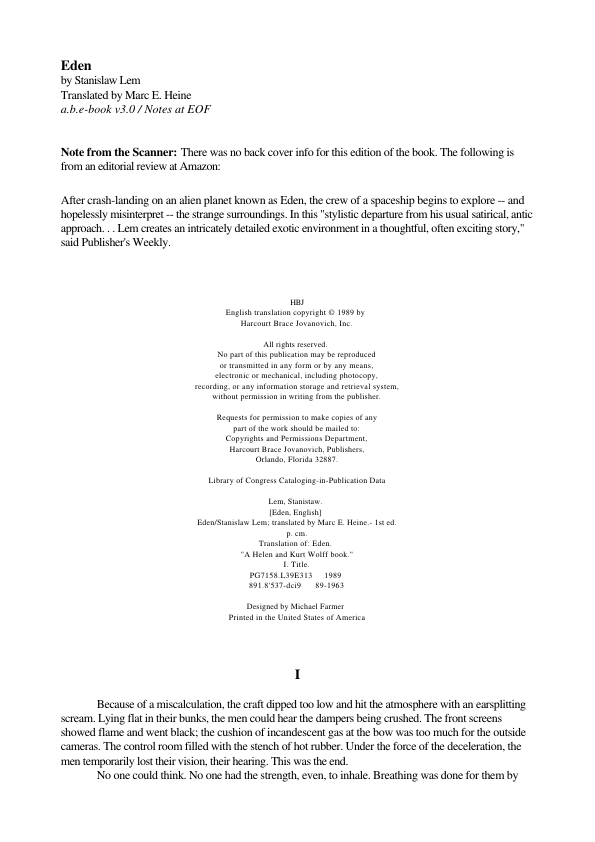 Eden
by Stanislaw Lem
Translated by Marc E. Heine
a.b.e-book v3.0 / Notes at EOF
Note from the Scanner: There was no back cover info for this edition of the book. The following is
from an editorial review at Amazon:
After crash-landing on an alien planet known as Eden, the crew of a spaceship begins to explore -- and
hopelessly misinterpret -- the strange surroundings. In this "stylistic departure from his usual satirical, antic
approach. . . Lem creates an intricately detailed exotic environment in a thoughtful, often exciting story,"
said Publisher's Weekly.
HBJ
English translation copyright © 1989 by
Harcourt Brace Jovanovich, Inc.
All rights reserved.
No part of this publication may be reproduced
or transmitted in any form or by any means,
electronic or mechanical, including photocopy,
recording, or any information storage and retrieval system,
without permission in writing from the publisher.
Requests for permission to make copies of any
part of the work should be mailed to:
Copyrights and Permissions Department,
Harcourt Brace Jovanovich, Publishers,
Orlando, Florida 32887.
Library of Congress Cataloging-in-Publication Data
Lem, Stanistaw.
[Eden, English]
Eden/Stanislaw Lem; translated by Marc E. Heine.- 1st ed.
p. cm.
Translation of: Eden.
"A Helen and Kurt Wolff book."
I. Title.
PG7158.L39E313 1989
891.8'537-dci9 89-1963
Designed by Michael Farmer
Printed in the United States of America
I
Because of a miscalculation, the craft dipped too low and hit the atmosphere with an earsplitting
scream. Lying flat in their bunks, the men could hear the dampers being crushed. The front screens
showed flame and went black; the cushion of incandescent gas at the bow was too much for the outside
cameras. The control room filled with the stench of hot rubber. Under the force of the deceleration, the
men temporarily lost their vision, their hearing. This was the end.
No one could think. No one had the strength, even, to inhale. Breathing was done for them by